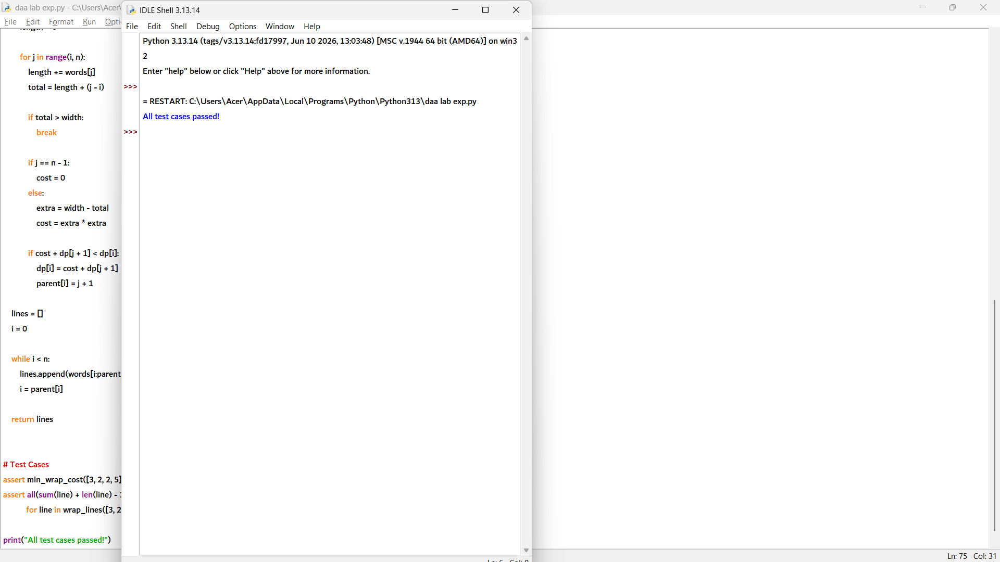 daa lab exp.py - C:\Users\Acer\
File Edit Format Run Opti
for j in range(i, n):
length += words[j]
total = length + (j - i)
if total > width:
break
if j == n - 1:
cost = 0
else:
extra = width - total
cost = extra * extra
if cost + dp[j + 1] < dp[i]:
dp[i] = cost + dp[j + 1]
parent[i] = j + 1
lines = []
i = 0
while i < n:
lines.append(words[i:parent
i = parent[i]
return lines
# Test Cases
assert min_wrap_cost([3, 2, 2, 5]
assert all(sum(line) + len(line) - 1
for line in wrap_lines([3, 2
print("All test cases passed!")
IDLE Shell 3.13.14
File Edit Shell Debug Options Window Help
Python 3.13.14 (tags/v3.13.14:fd17997, Jun 10 2026, 13:03:48) [MSC v.1944 64 bit (AMD64)] on win3
2
Enter "help" below or click "Help" above for more information.
>>>
= RESTART: C:\Users\Acer\AppData\Local\Programs\Python\Python313\daa lab exp.py
All test cases passed!
>>>
Ln: 75 Col: 31